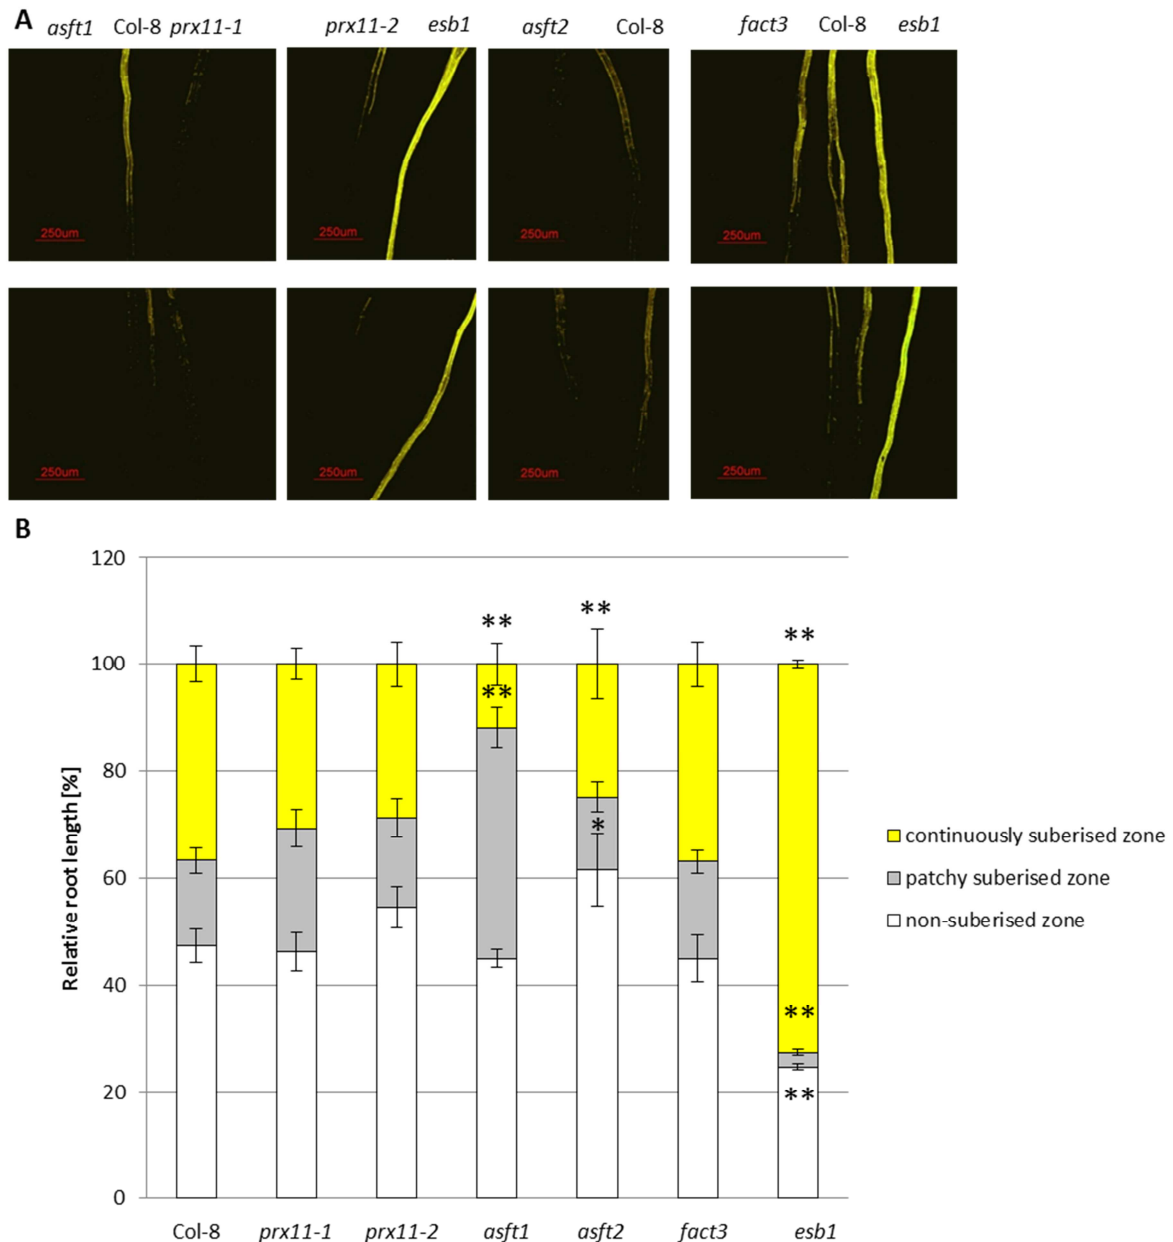 A
asft1 Col-8 prx11-1 prx11-2 esb1 asft2 Col-8 fact3 Col-8 esb1
250um 250um 250um 250um
250um 250um 250um 250um
B
120
100
80
60
40
20
0
Relative root length [%]
**
**
**
*
**
**
**
continuously suberised zone
patchy suberised zone
non-suberised zone
Col-8 prx11-1 prx11-2 asft1 asft2 fact3 esb1